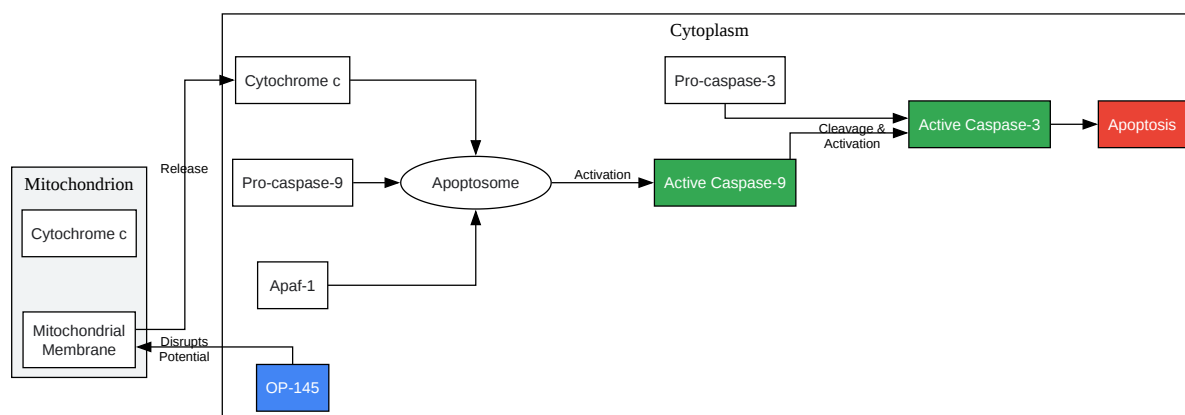 Cytoplasm
Cytochrome c
Pro-caspase-3
Active Caspase-3
Apoptosis
Cleavage &
Activation
Release
Mitochondrion
Pro-caspase-9
Apoptosome
Activation
Active Caspase-9
Cytochrome c
Apaf-1
Mitochondrial
Membrane
Disrupts
Potential
OP-145